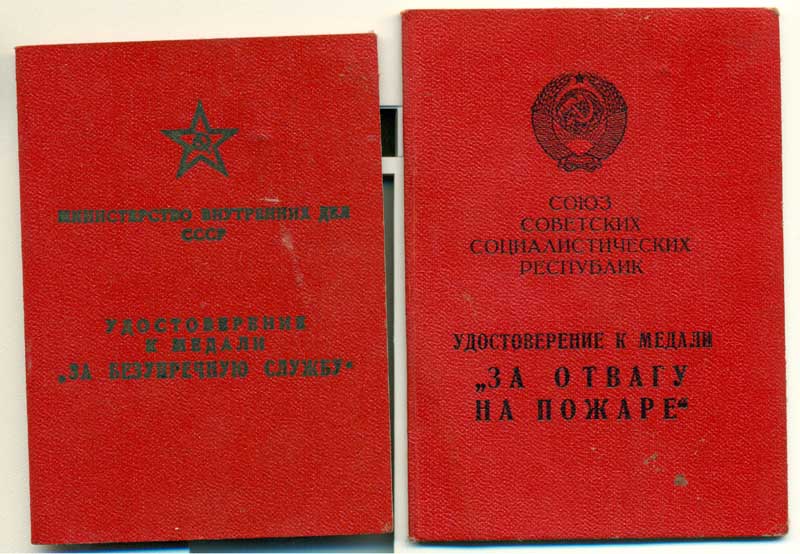 МИНИСТЕРСТВО ВНУТРЕННИХ ДЕЛ
СССР
УДОСТОВЕРЕНИЕ
К МЕДАЛИ
„ЗА БЕЗУПРЕЧНУЮ СЛУЖБУ“
СОЮЗ
СОВЕТСКИХ
СОЦИАЛИСТИЧЕСКИХ
РЕСПУБЛИК
УДОСТОВЕРЕНИЕ К МЕДАЛИ
„ЗА ОТВАГУ
НА ПОЖАРЕ“